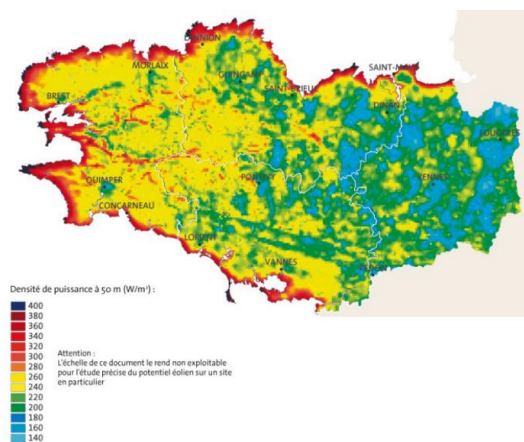 LANNION
MORLAIX
GUINGAMP
SAINT-MALO
SAINT-BRIEUC
BREST
DINAN
FOUGÈRES
QUIMPER
PONTIVY
RENNES
CONCARNEAU
LORIENT
VANNES
REDON
Densité de puissance à 50 m (W/m²) :
400
380
360
340
320
300
280
260
240
220
200
180
160
140
Attention :
L'échelle de ce document le rend non exploitable
pour l'étude précise du potentiel éolien sur un site
en particulier